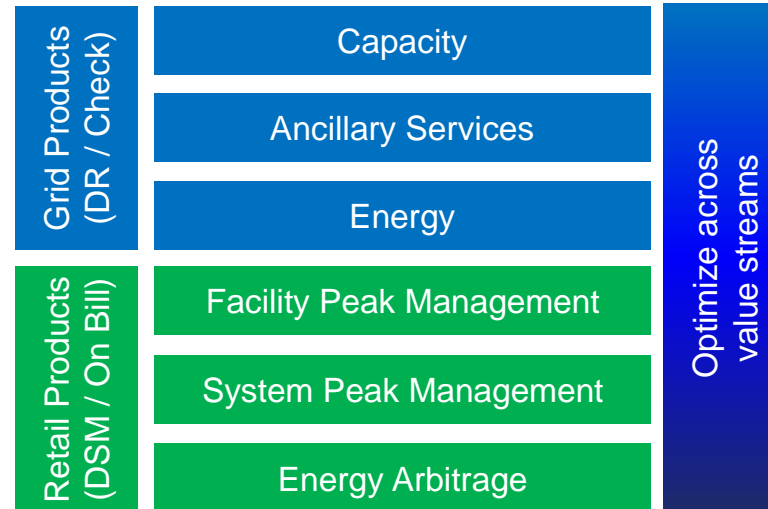 Grid Products
(DR / Check)
Capacity
Ancillary Services
Energy
Retail Products
(DSM / On Bill)
Facility Peak Management
System Peak Management
Energy Arbitrage
Optimize across
value streams